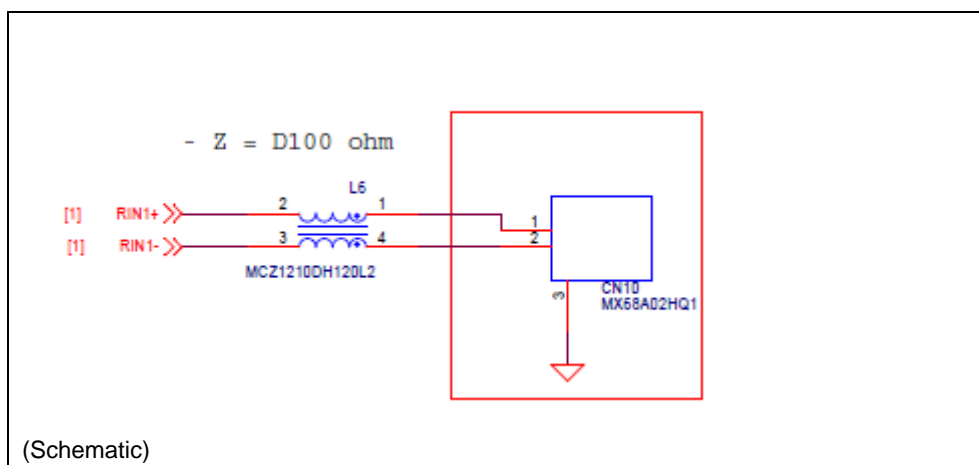 - Z = D100 ohm
L6
[1] RIN1+ 2 1 1
[1] RIN1- 3 4 2
MCZ1210DH120L2
CN10
3
MX68A02HQ1
(Schematic)